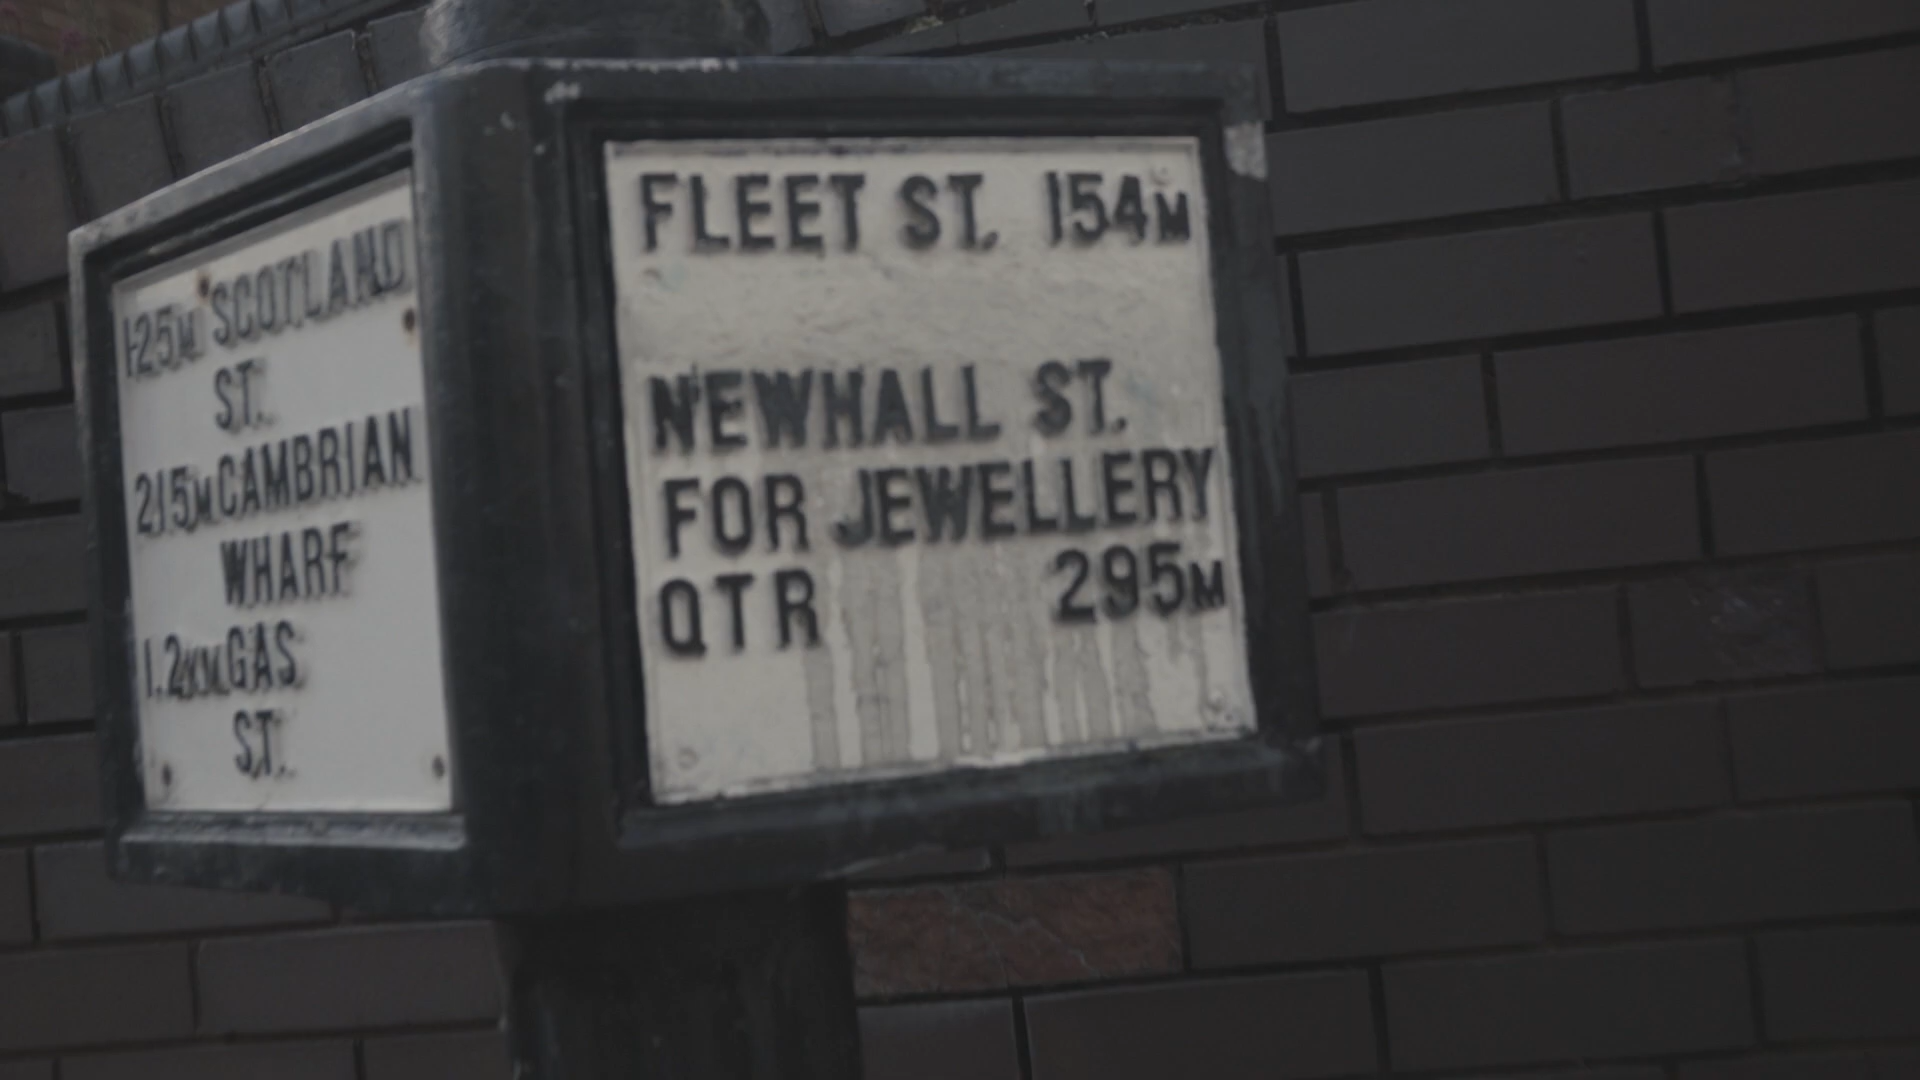 125M SCOTLAND
ST.
215M CAMBRIAN
WHARF
1.2KM GAS
ST.
FLEET ST. 154M
NEWHALL ST.
FOR JEWELLERY
QTR 295M